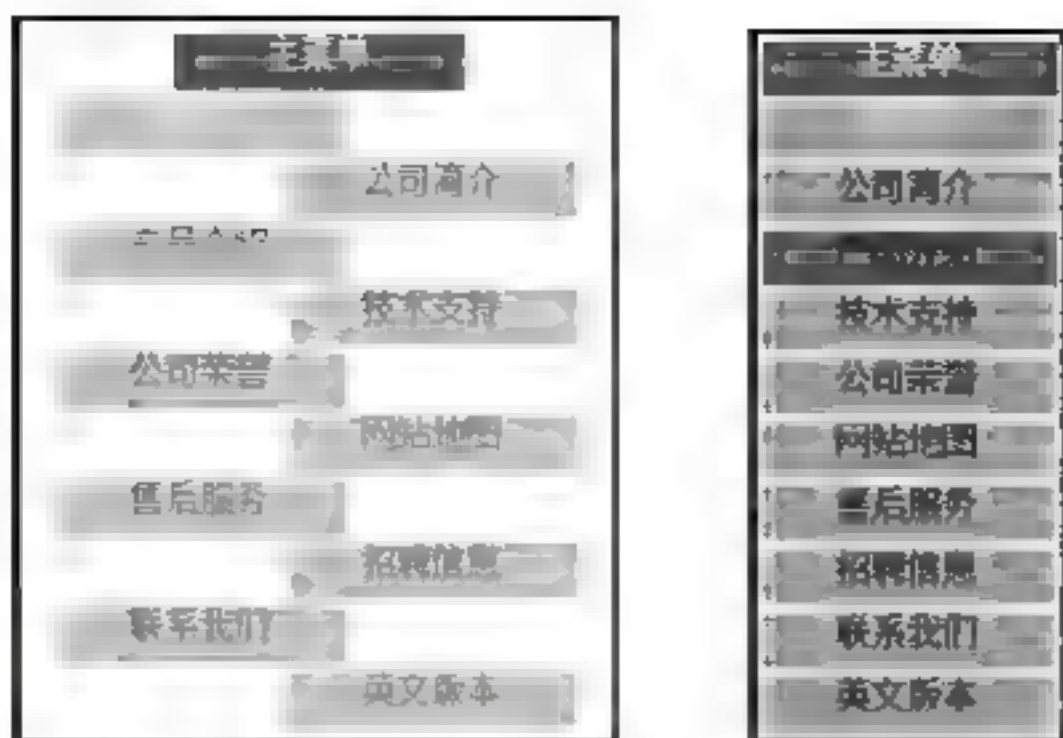 主菜单
公司简介
技术支持
公司荣誉
网站地图
售后服务
招聘信息
联系我们
英文版本
主菜单
公司简介
技术支持
公司荣誉
网站地图
售后服务
招聘信息
联系我们
英文版本